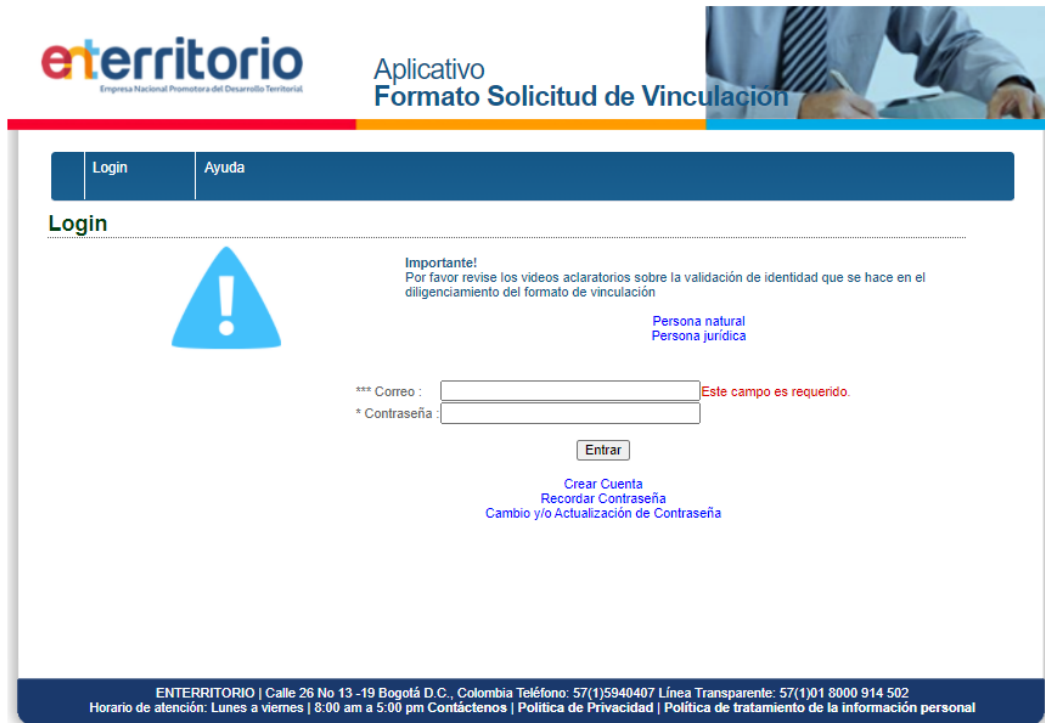 enterritorio
Empresa Nacional Promotora del Desarrollo Territorial
Aplicativo
Formato Solicitud de Vinculación
Login
Ayuda
Login
Importante!
Por favor revise los videos aclaratorios sobre la validación de identidad que se hace en el
diligenciamiento del formato de vinculación
Persona natural
Persona jurídica
*** Correo :
Este campo es requerido.
* Contraseña :
Entrar
Crear Cuenta
Recordar Contraseña
Cambio y/o Actualización de Contraseña
ENTERRITORIO | Calle 26 No 13 -19 Bogotá D.C., Colombia Teléfono: 57(1)5940407 Línea Transparente: 57(1)01 8000 914 502
Horario de atención: Lunes a viernes | 8:00 am a 5:00 pm Contáctenos | Politica de Privacidad | Política de tratamiento de la información personal